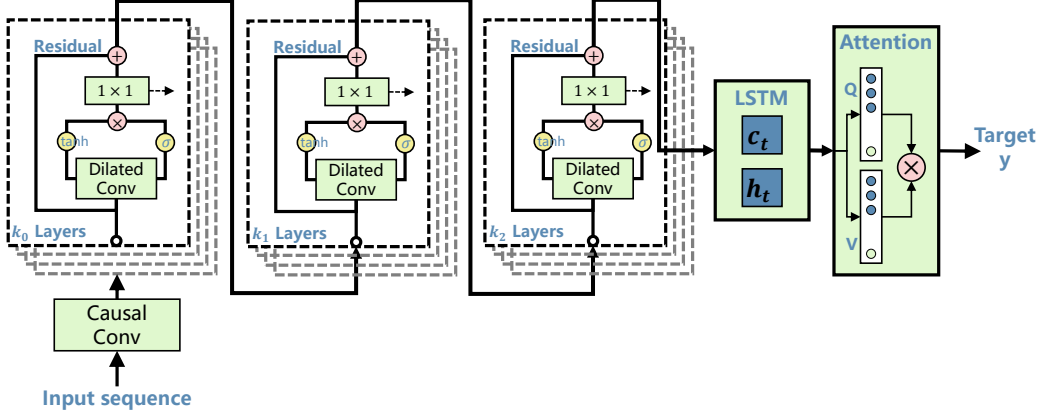 Residual
+
1 × 1
×
tanh
σ
Dilated
Conv
k₀ Layers
Causal
Conv
Input sequence
Residual
+
1 × 1
×
tanh
σ
Dilated
Conv
k₁ Layers
Residual
+
1 × 1
×
tanh
σ
Dilated
Conv
k₂ Layers
LSTM
cₜ
hₜ
Attention
Q
V
×
Target
y